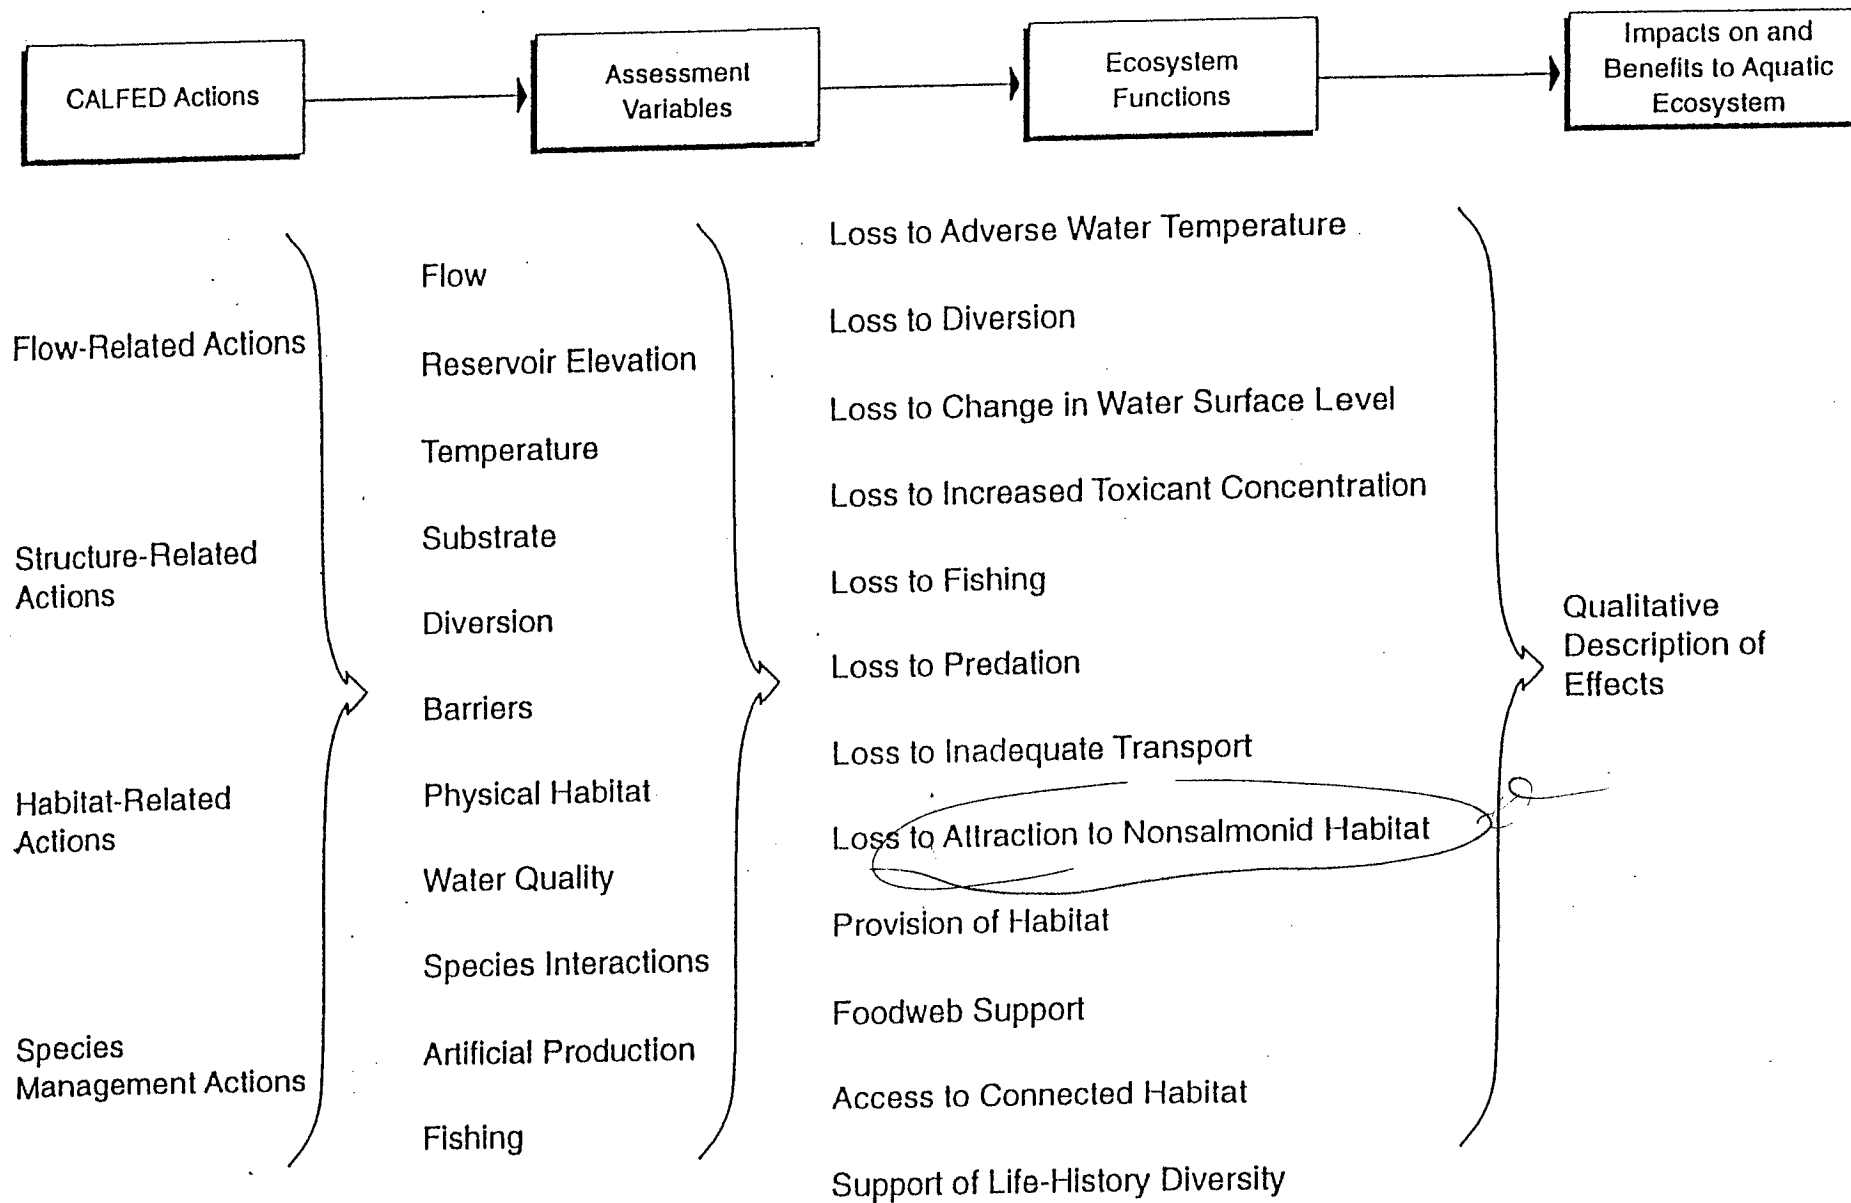 CALFED Actions
Assessment
Variables
Ecosystem
Functions
Impacts on and
Benefits to Aquatic
Ecosystem
Flow-Related Actions
Structure-Related
Actions
Habitat-Related
Actions
Species
Management Actions
Flow
Reservoir Elevation
Temperature
Substrate
Diversion
Barriers
Physical Habitat
Water Quality
Species Interactions
Artificial Production
Fishing
Loss to Adverse Water Temperature
Loss to Diversion
Loss to Change in Water Surface Level
Loss to Increased Toxicant Concentration
Loss to Fishing
Loss to Predation
Loss to Inadequate Transport
Loss to Attraction to Nonsalmonid Habitat
Provision of Habitat
Foodweb Support
Access to Connected Habitat
Support of Life-History Diversity
Qualitative
Description of
Effects